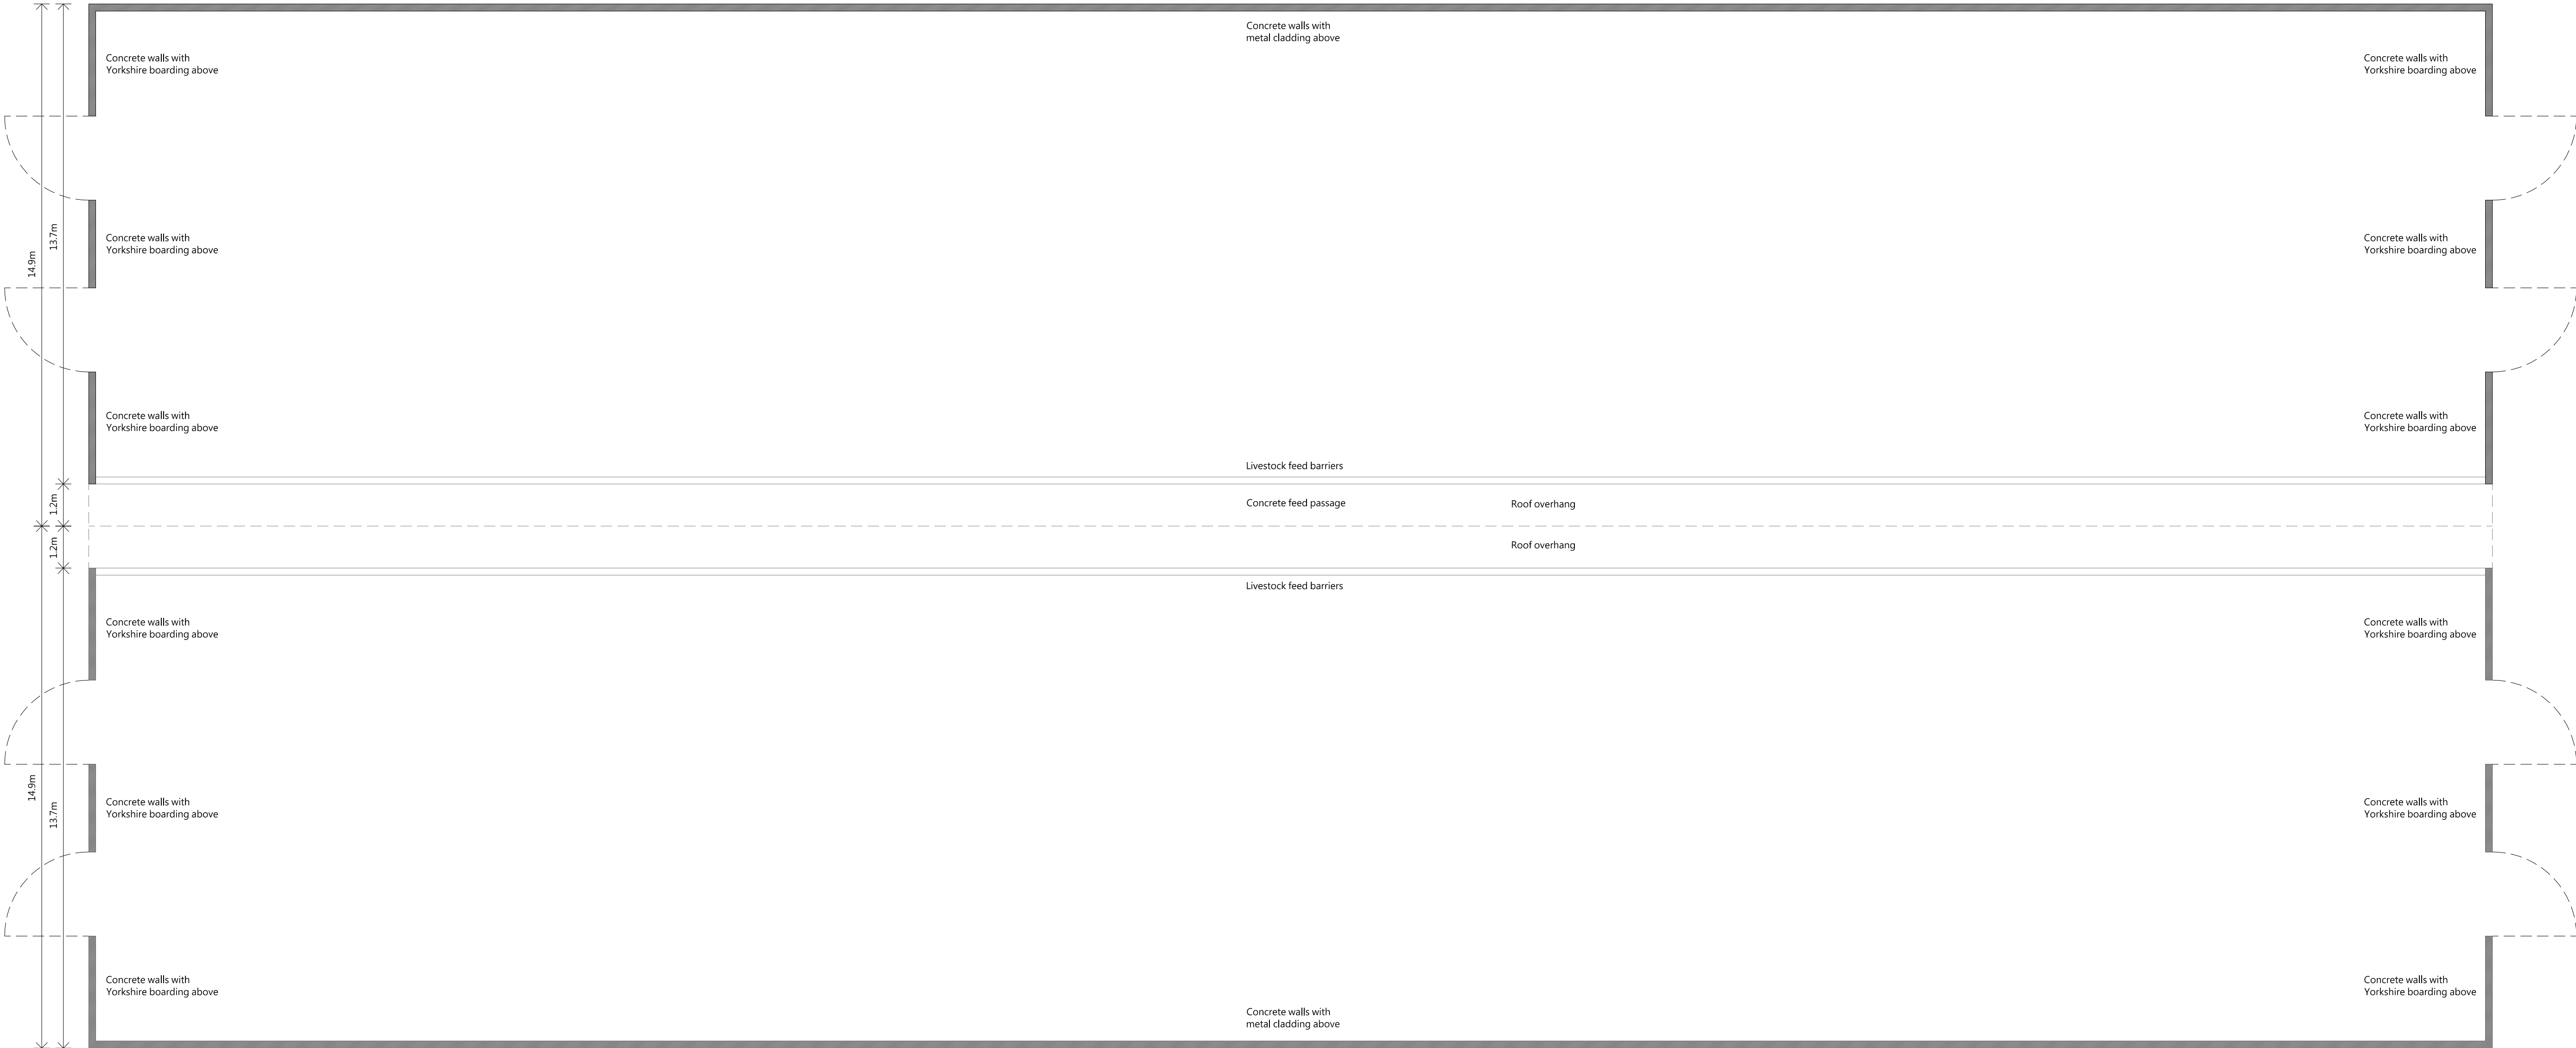 Concrete walls with
metal cladding above
Concrete walls with
Yorkshire boarding above
Concrete walls with
Yorkshire boarding above
13.7m
14.9m
Concrete walls with
Yorkshire boarding above
Concrete walls with
Yorkshire boarding above
Concrete walls with
Yorkshire boarding above
Concrete walls with
Yorkshire boarding above
Livestock feed barriers
1.2m
Concrete feed passage
Roof overhang
1.2m
Roof overhang
Livestock feed barriers
Concrete walls with
Yorkshire boarding above
Concrete walls with
Yorkshire boarding above
14.9m
13.7m
Concrete walls with
Yorkshire boarding above
Concrete walls with
Yorkshire boarding above
Concrete walls with
Yorkshire boarding above
Concrete walls with
Yorkshire boarding above
Concrete walls with
metal cladding above